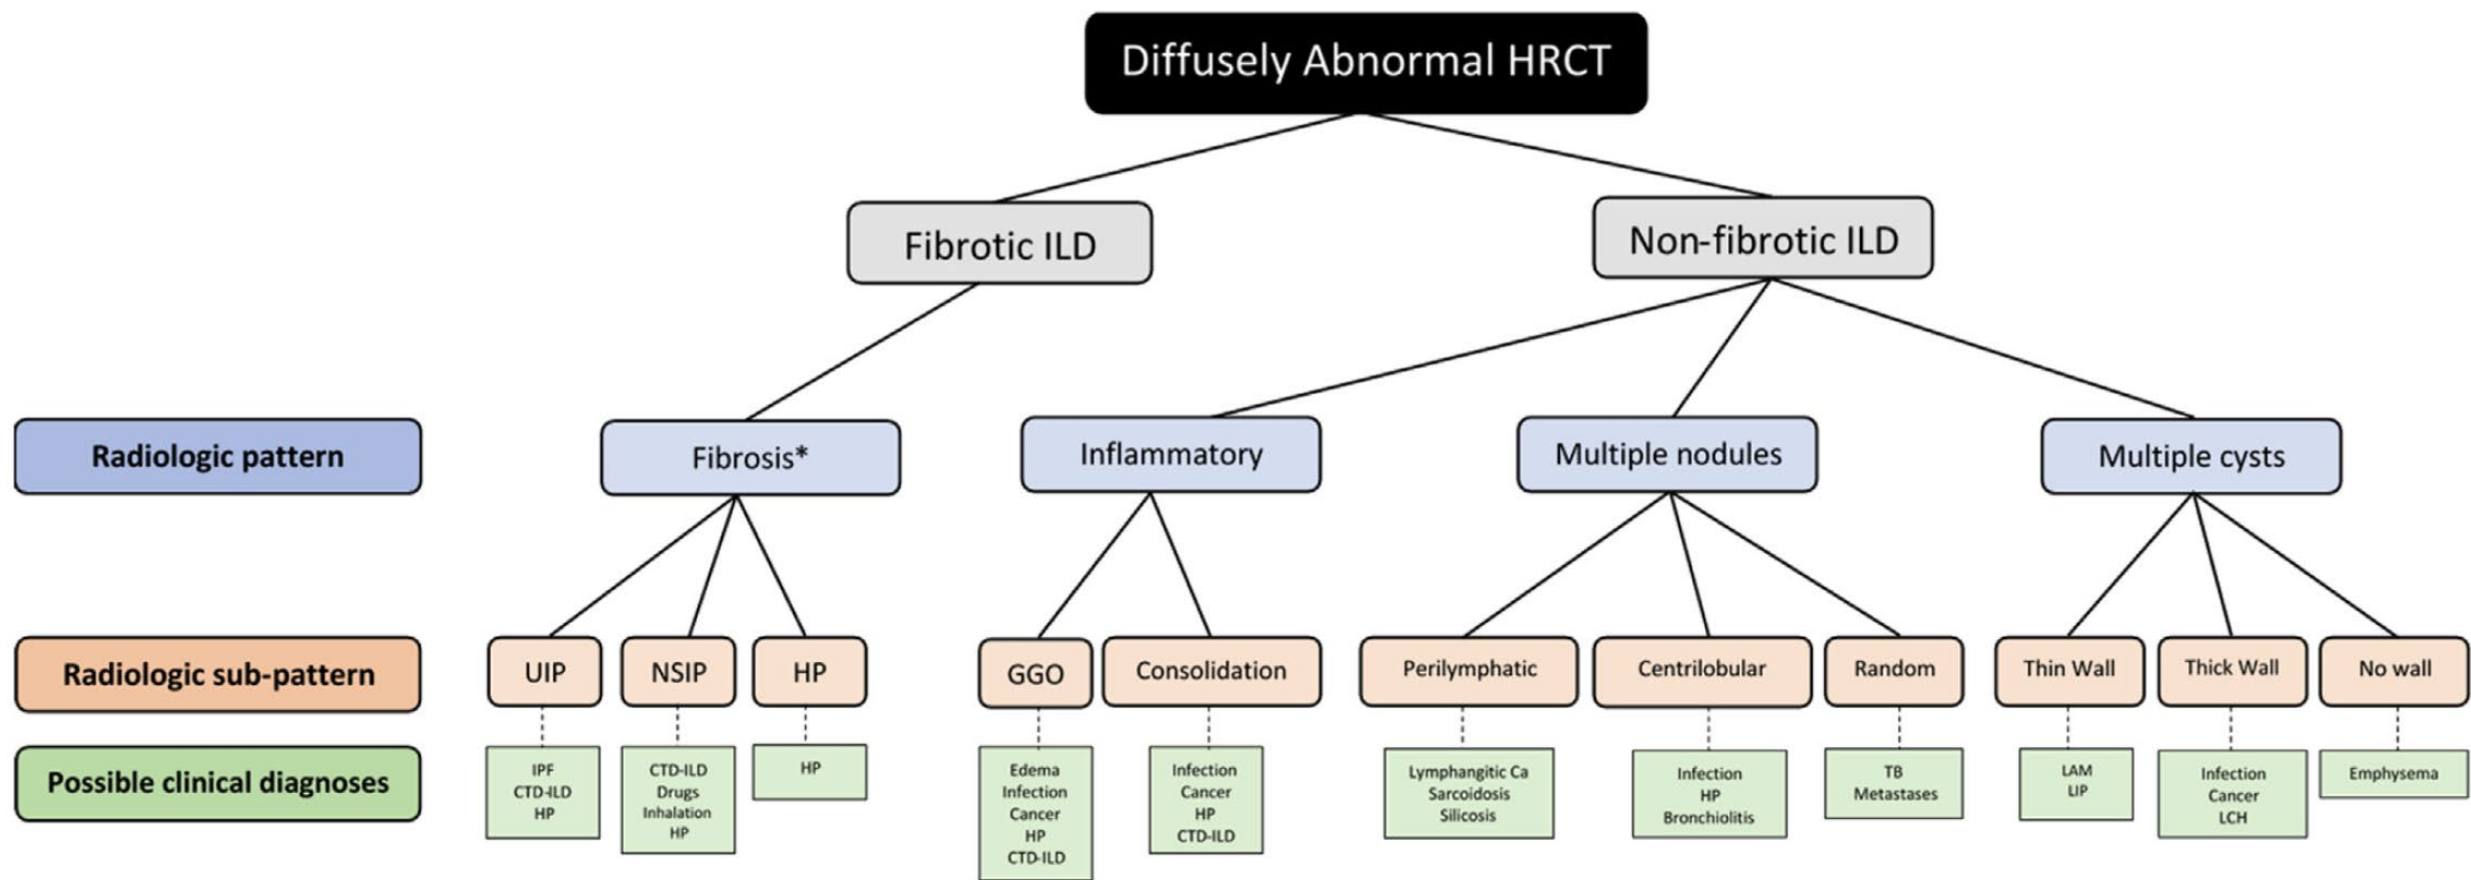 Diffusely Abnormal HRCT
Fibrotic ILD
Non-fibrotic ILD
Radiologic pattern
Fibrosis*
Inflammatory
Multiple nodules
Multiple cysts
Radiologic sub-pattern
UIP
NSIP
HP
GGO
Consolidation
Perilymphatic
Centrilobular
Random
Thin Wall
Thick Wall
No wall
Possible clinical diagnoses
IPF
CTD-ILD
HP
CTD-ILD
Drugs
Inhalation
HP
HP
Edema
Infection
Cancer
HP
CTD-ILD
Infection
Cancer
HP
CTD-ILD
Lymphangitic Ca
Sarcoidosis
Silicosis
Infection
HP
Bronchiolitis
TB
Metastases
LAM
LIP
Infection
Cancer
LCH
Emphysema